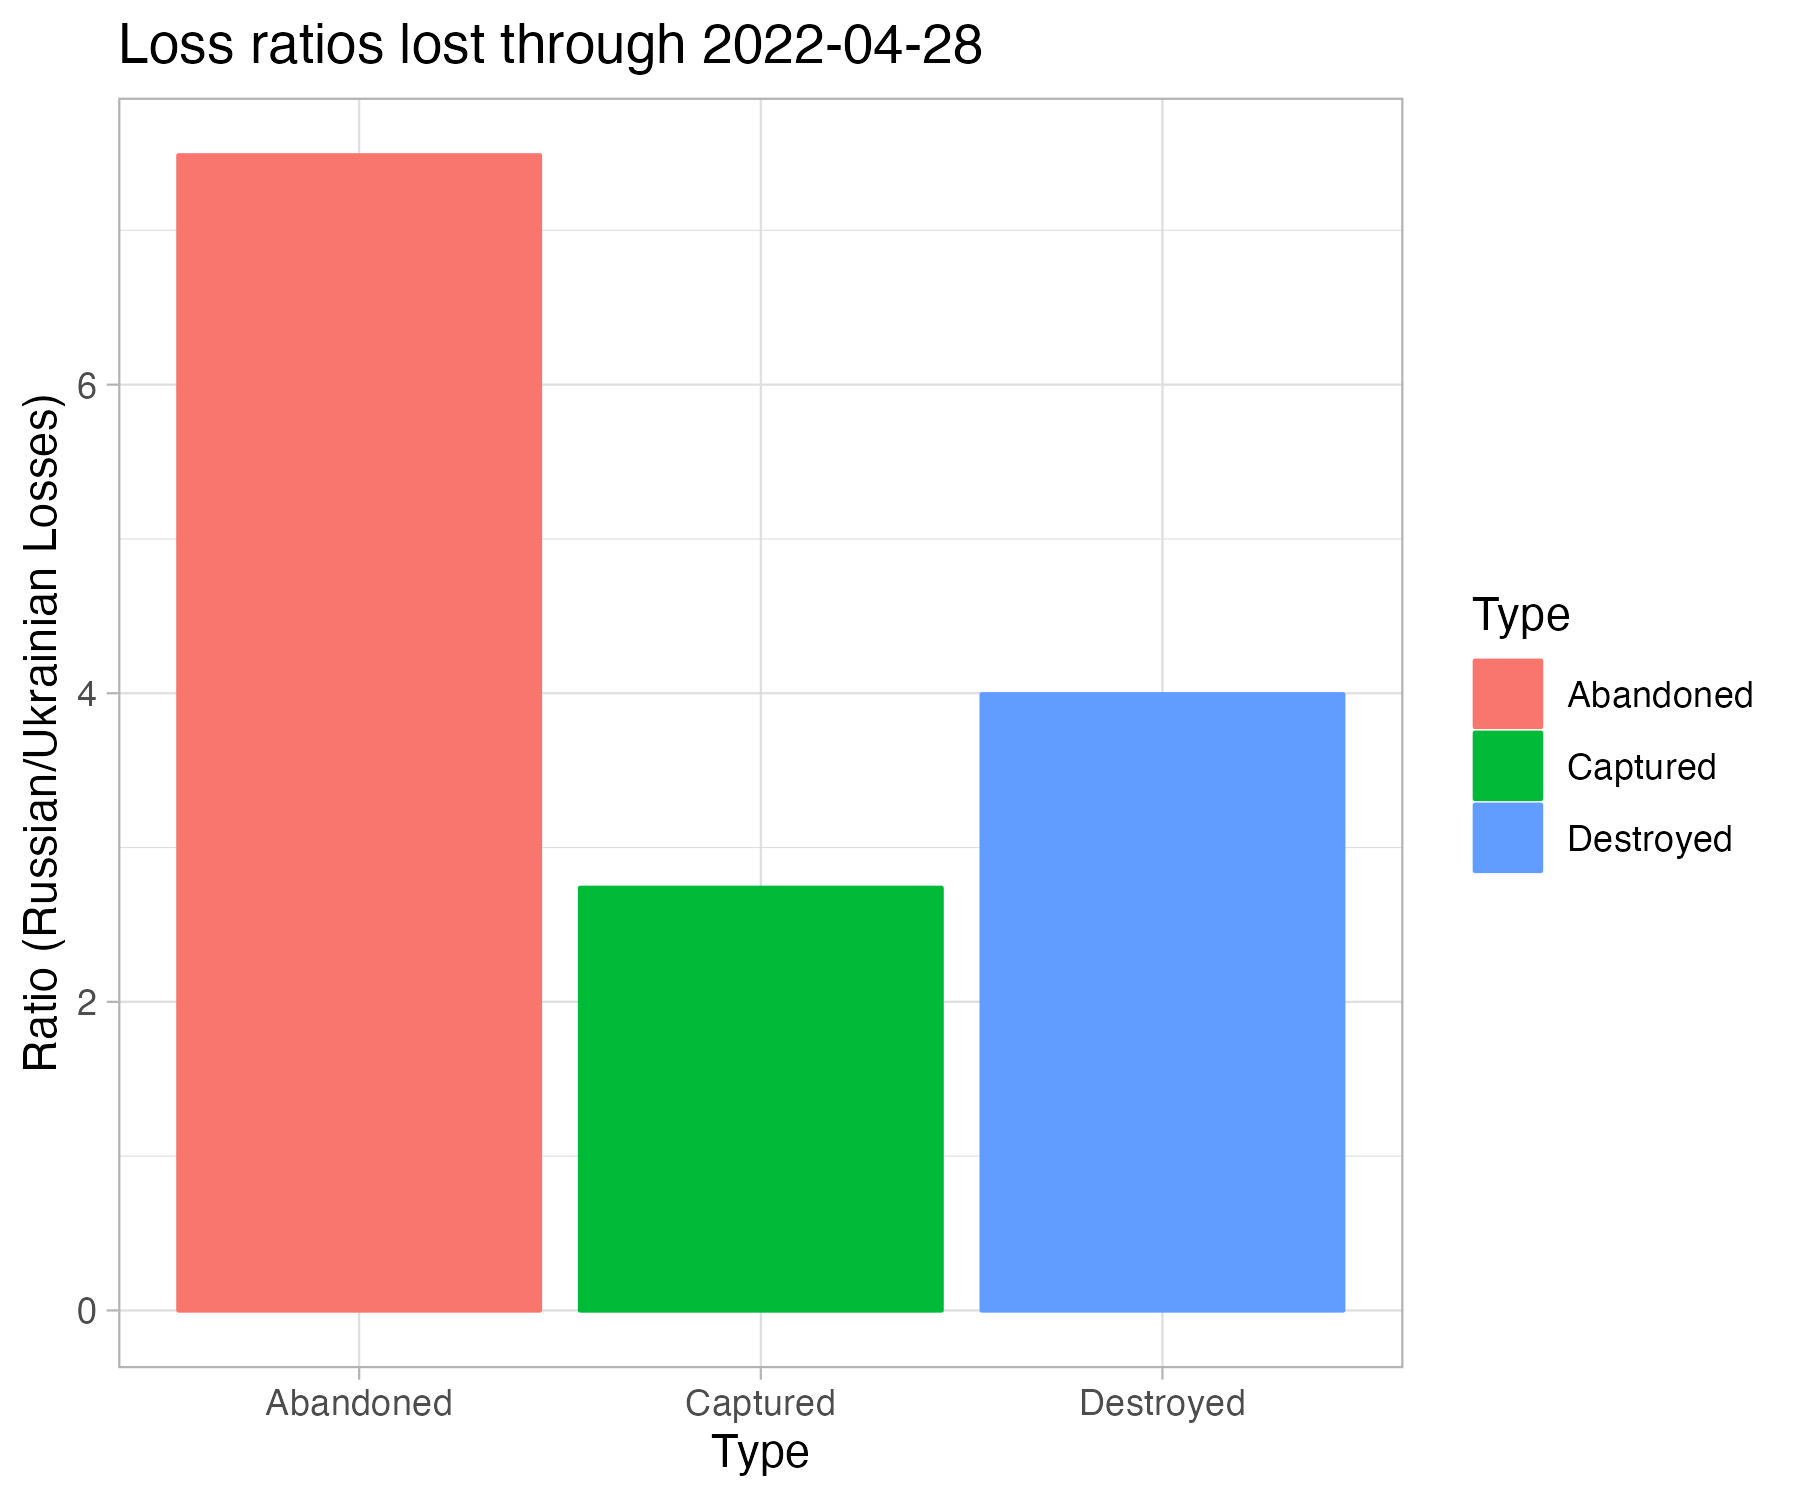 Loss ratios lost through 2022-04-28
Ratio (Russian/Ukrainian Losses)
6
4
2
0
Abandoned
Captured
Destroyed
Type
Type
Abandoned
Captured
Destroyed